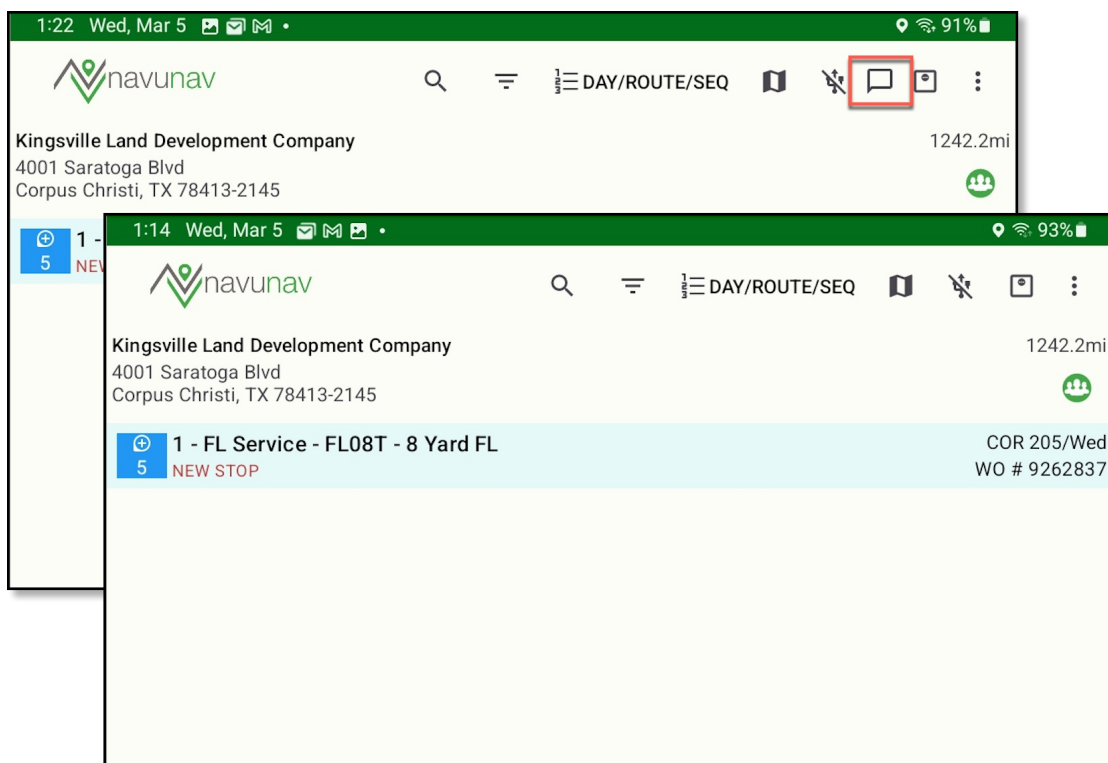 1:22 Wed, Mar 5 91%
navunav DAY/ROUTE/SEQ
Kingsville Land Development Company 1242.2mi
4001 Saratoga Blvd
Corpus Christi, TX 78413-2145
1 -
5
1:14 Wed, Mar 5 93%
navunav DAY/ROUTE/SEQ
Kingsville Land Development Company 1242.2mi
4001 Saratoga Blvd
Corpus Christi, TX 78413-2145
1 - FL Service - FL08T - 8 Yard FL COR 205/Wed
5 NEW STOP WO # 9262837